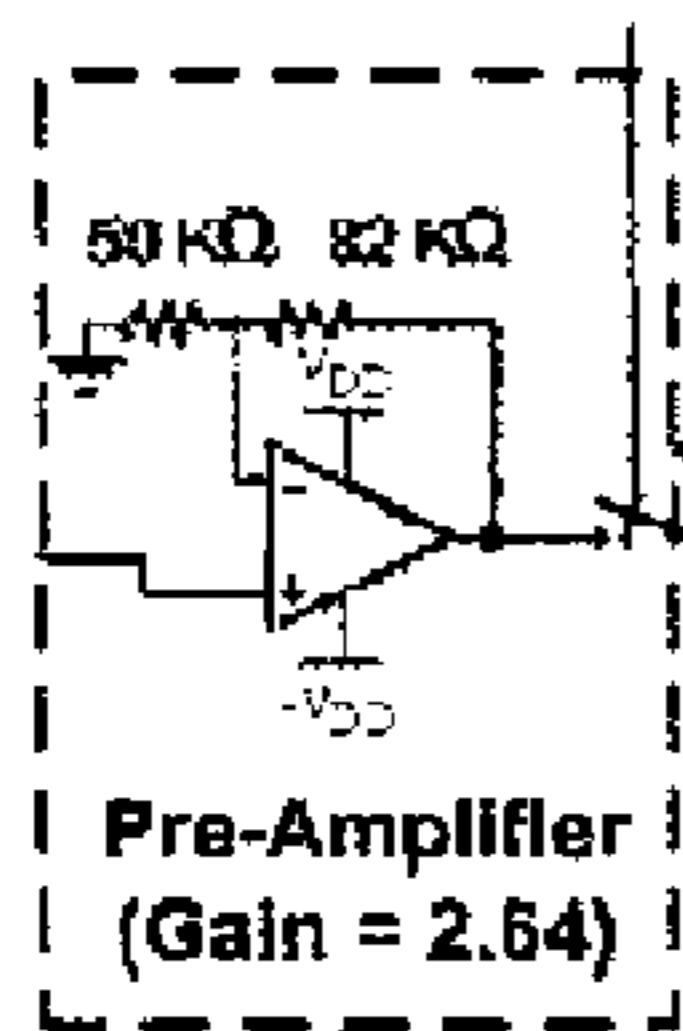 50 KΩ 82 KΩ
VDD
-VDD
Pre-Amplifier
(Gain = 2.64)